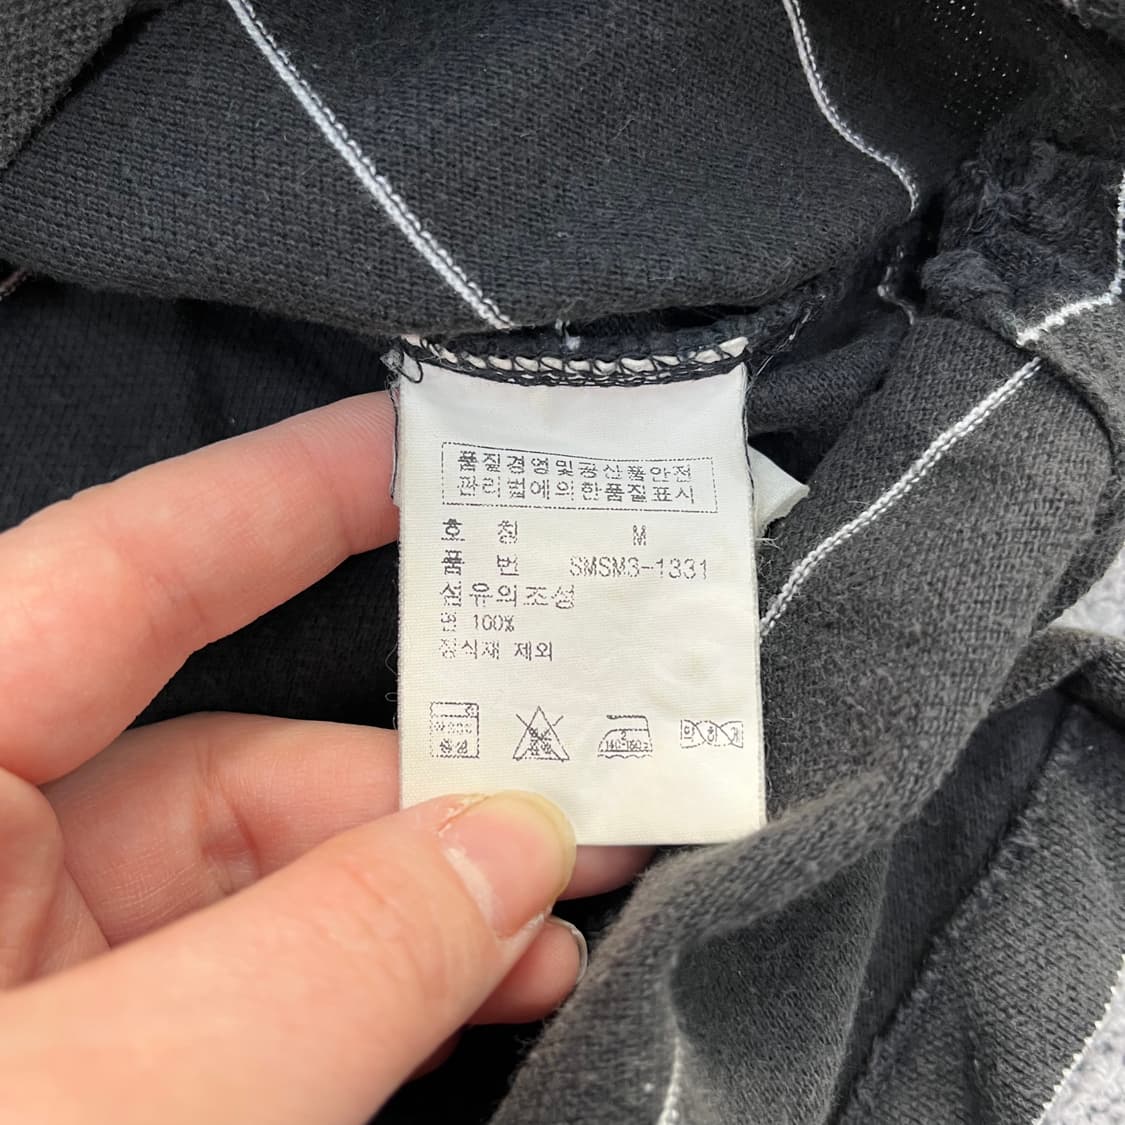 품질경영및공산품안전
관리법에의한품질표시
호 칭 M
품 번 SMSM3-1331
섬유의조성
면 100%
장식재 제외